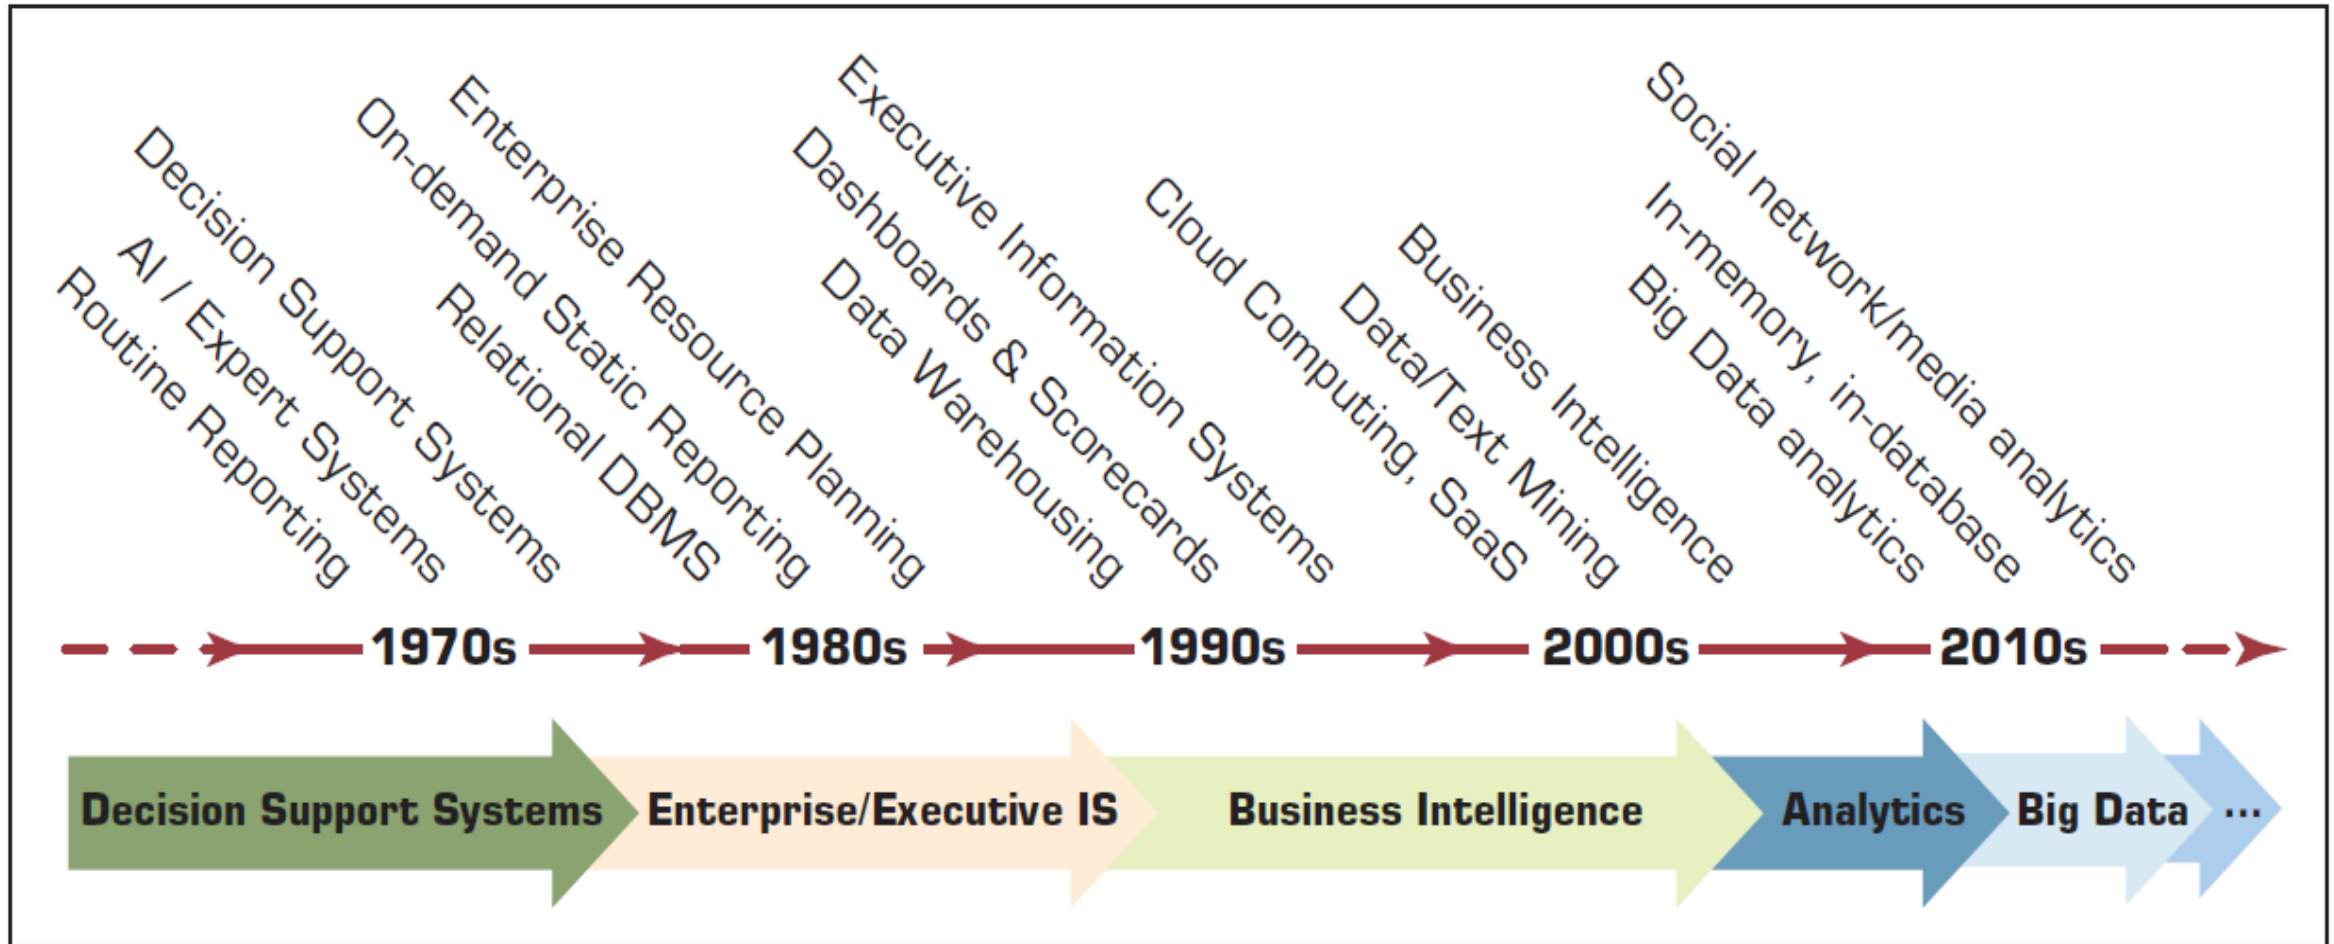 Routine Reporting
AI / Expert Systems
Decision Support Systems
Relational DBMS
On-demand Static Reporting
Enterprise Resource Planning
Data Warehousing
Dashboards & Scorecards
Executive Information Systems
Cloud Computing, SaaS
Data/Text Mining
Business Intelligence
Big Data analytics
In-memory, in-database
Social network/media analytics
1970s 1980s 1990s 2000s 2010s
Decision Support Systems Enterprise/Executive IS Business Intelligence Analytics Big Data ...